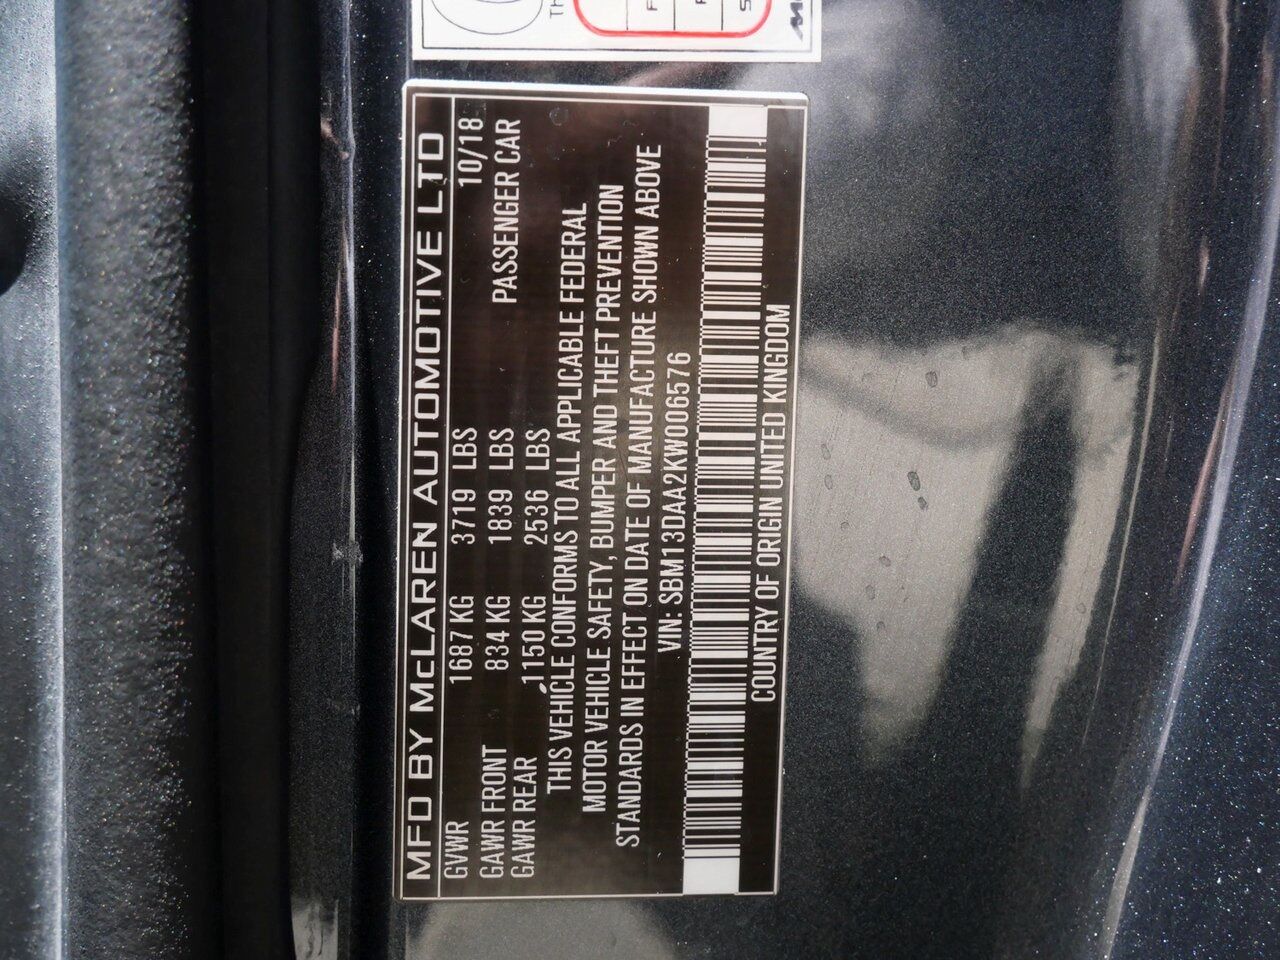 MFD BY McLAREN AUTOMOTIVE LTD
GVWR 1687 KG 3719 LBS 10/18
GAWR FRONT 834 KG 1839 LBS PASSENGER CAR
GAWR REAR 1150 KG 2536 LBS
THIS VEHICLE CONFORMS TO ALL APPLICABLE FEDERAL
MOTOR VEHICLE SAFETY, BUMPER AND THEFT PREVENTION
STANDARDS IN EFFECT ON DATE OF MANUFACTURE SHOWN ABOVE
VIN: SBM13DAA2KW006576
COUNTRY OF ORIGIN UNITED KINGDOM